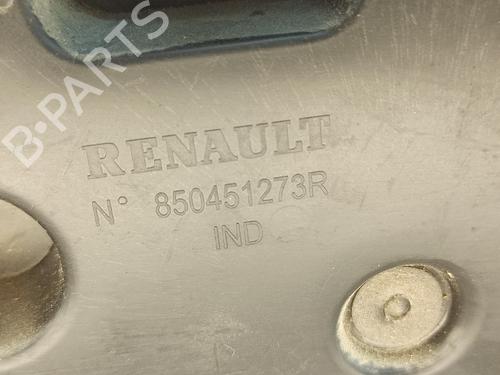 B-PARTS
RENAULT
N° 850451273R
IND